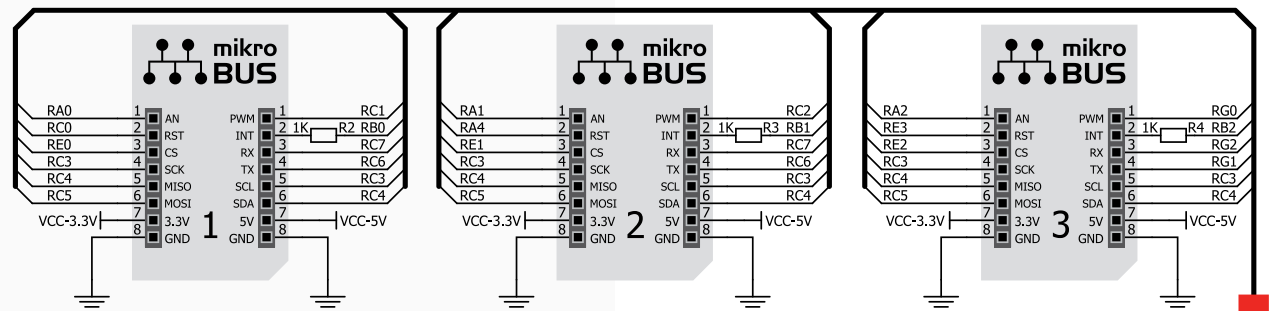 mikro
BUS
RA0 1 AN PWM 1 RC1
RC0 2 RST INT 2 1K R2 RB0
RE0 3 CS RX 3 RC7
RC3 4 SCK TX 4 RC6
RC4 5 MISO SCL 5 RC3
RC5 6 MOSI SDA 6 RC4
VCC-3.3V 7 3.3V 5V 7 VCC-5V
8 GND GND 8
1
mikro
BUS
RA1 1 AN PWM 1 RC2
RA4 2 RST INT 2 1K R3 RB1
RE1 3 CS RX 3 RC7
RC3 4 SCK TX 4 RC6
RC4 5 MISO SCL 5 RC3
RC5 6 MOSI SDA 6 RC4
VCC-3.3V 7 3.3V 5V 7 VCC-5V
8 GND GND 8
2
mikro
BUS
RA2 1 AN PWM 1 RG0
RE3 2 RST INT 2 1K R4 RB2
RE2 3 CS RX 3 RG2
RC3 4 SCK TX 4 RG1
RC4 5 MISO SCL 5 RC3
RC5 6 MOSI SDA 6 RC4
VCC-3.3V 7 3.3V 5V 7 VCC-5V
8 GND GND 8
3